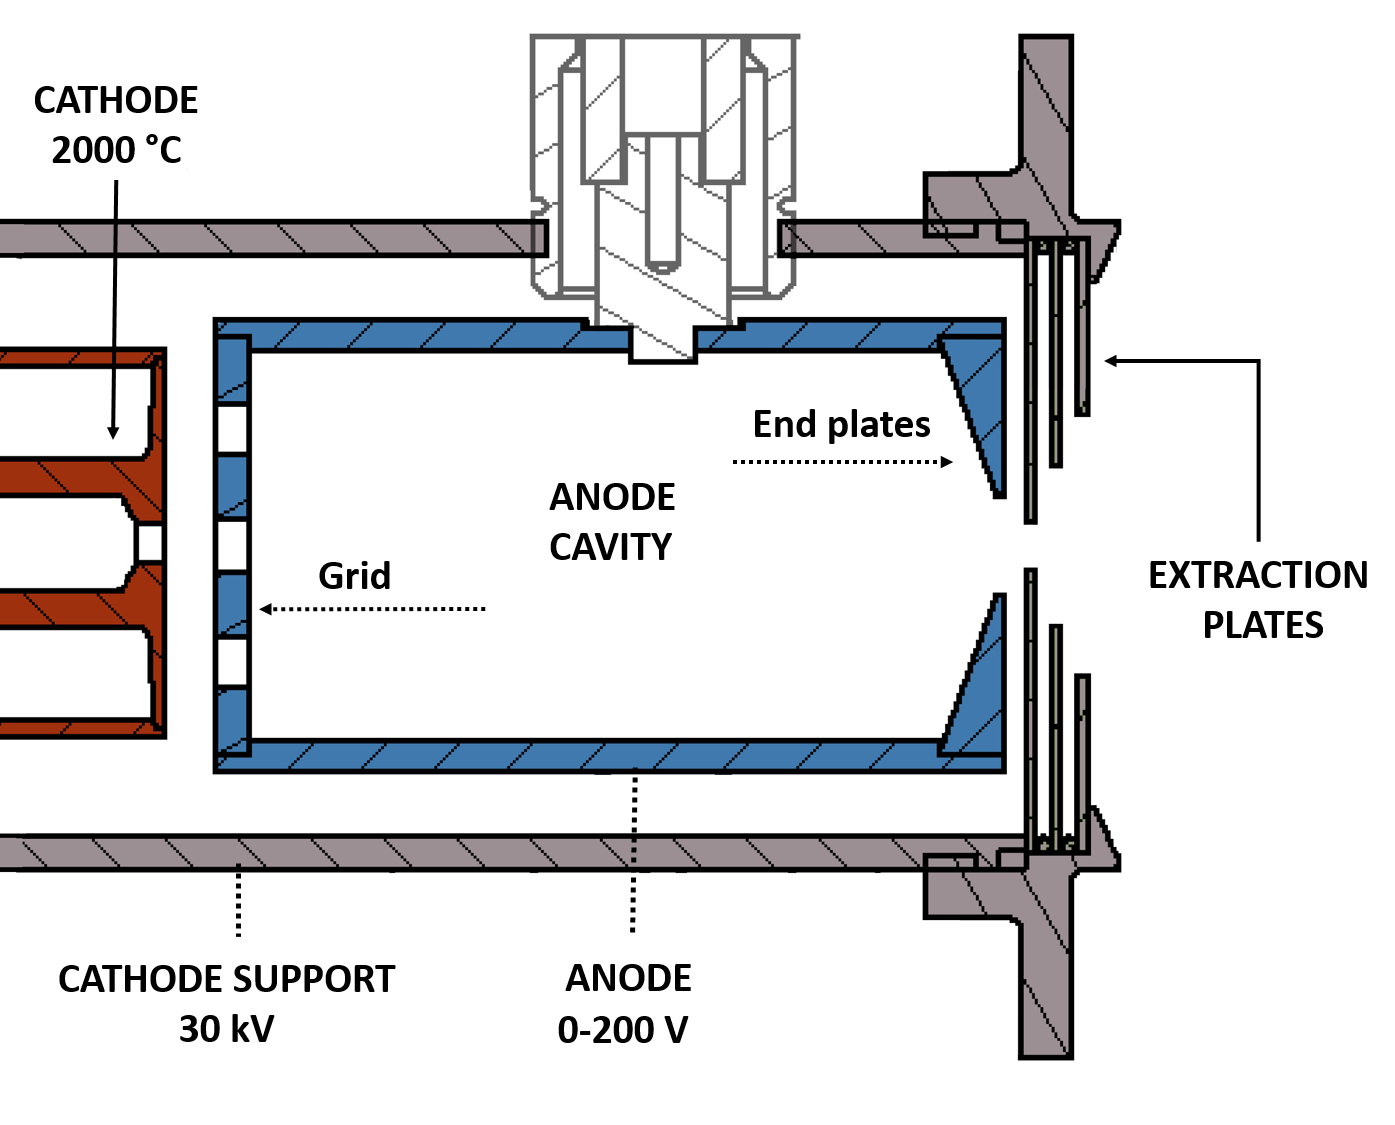 CATHODE
2000 °C
End plates
ANODE
CAVITY
Grid
EXTRACTION
PLATES
CATHODE SUPPORT
30 kV
ANODE
0-200 V